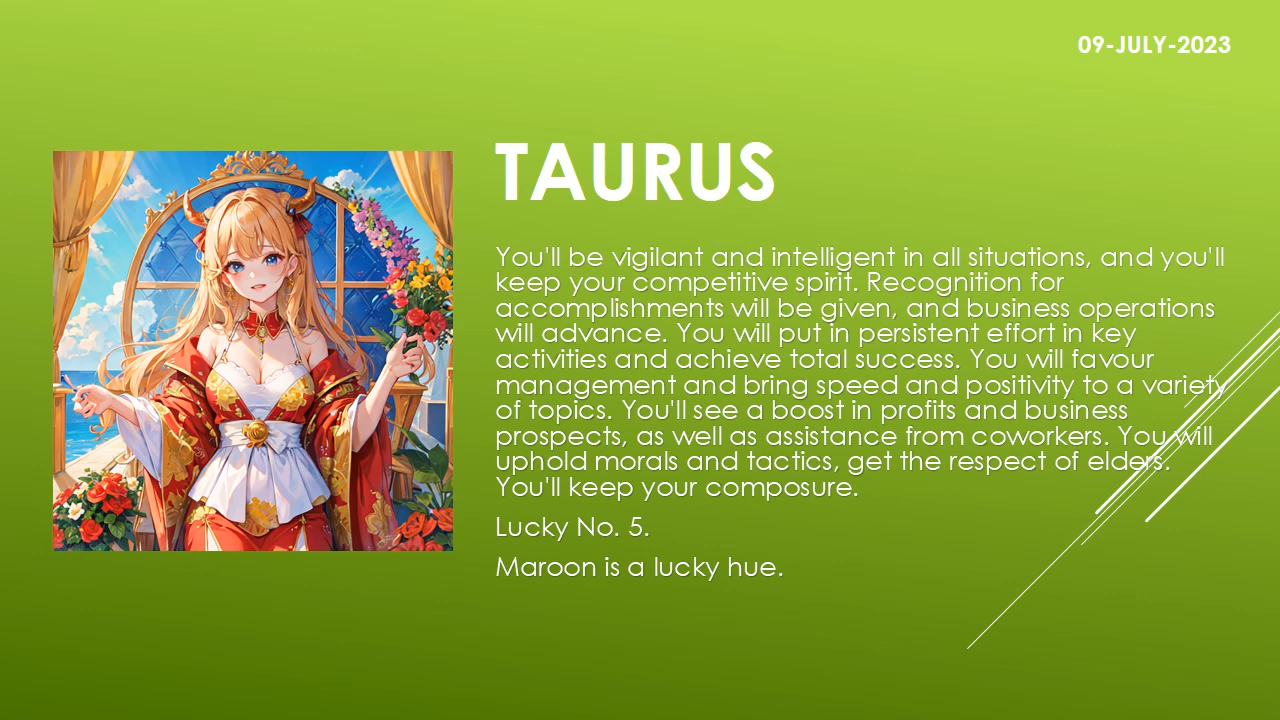 09-JULY-2023
TAURUS
You'll be vigilant and intelligent in all situations, and you'll
keep your competitive spirit. Recognition for
accomplishments will be given, and business operations
will advance. You will put in persistent effort in key
activities and achieve total success. You will favour
management and bring speed and positivity to a variety
of topics. You'll see a boost in profits and business
prospects, as well as assistance from coworkers. You will
uphold morals and tactics, get the respect of elders.
You'll keep your composure.
Lucky No. 5.
Maroon is a lucky hue.